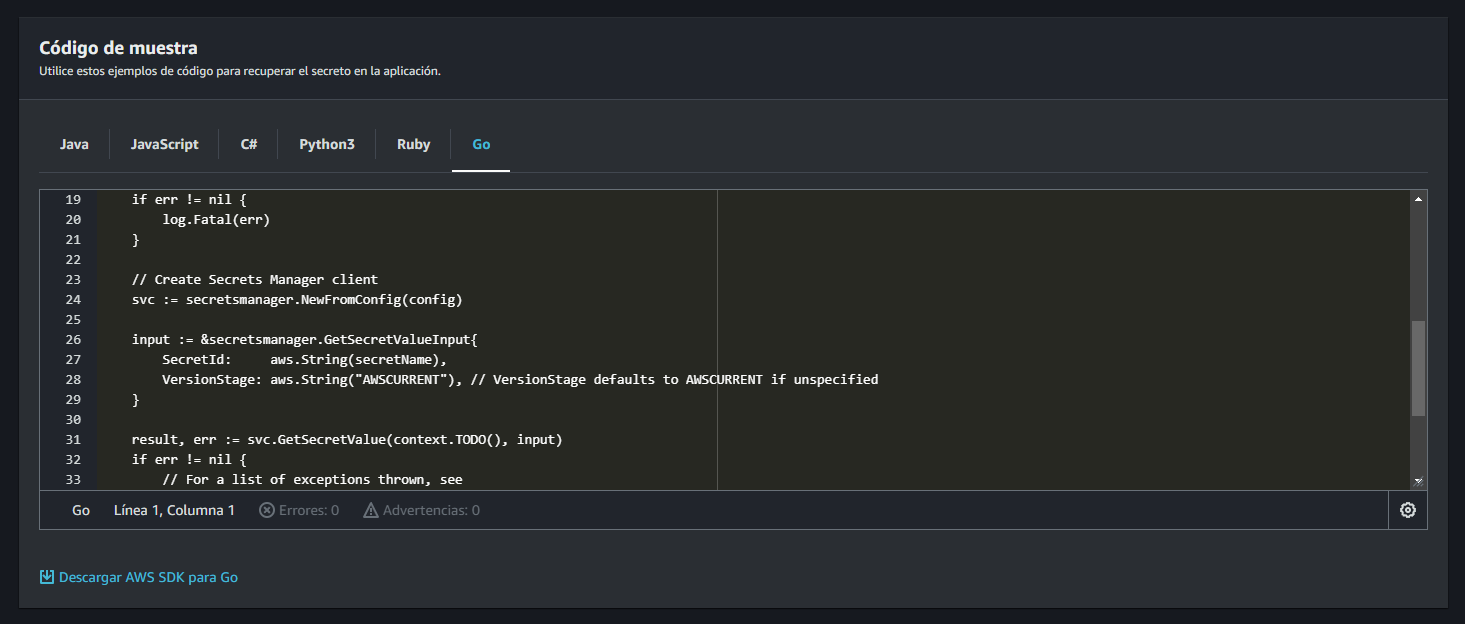 Código de muestra
Utilice estos ejemplos de código para recuperar el secreto en la aplicación.
Java JavaScript C# Python3 Ruby Go
19 if err != nil {
20 log.Fatal(err)
21 }
22
23 // Create Secrets Manager client
24 svc := secretsmanager.NewFromConfig(config)
25
26 input := &secretsmanager.GetSecretValueInput{
27 SecretId: aws.String(secretName),
28 VersionStage: aws.String("AWSCURRENT"), // VersionStage defaults to AWSCURRENT if unspecified
29 }
30
31 result, err := svc.GetSecretValue(context.TODO(), input)
32 if err != nil {
33 // For a list of exceptions thrown, see
Go Línea 1, Columna 1 Errores: 0 Advertencias: 0
Descargar AWS SDK para Go